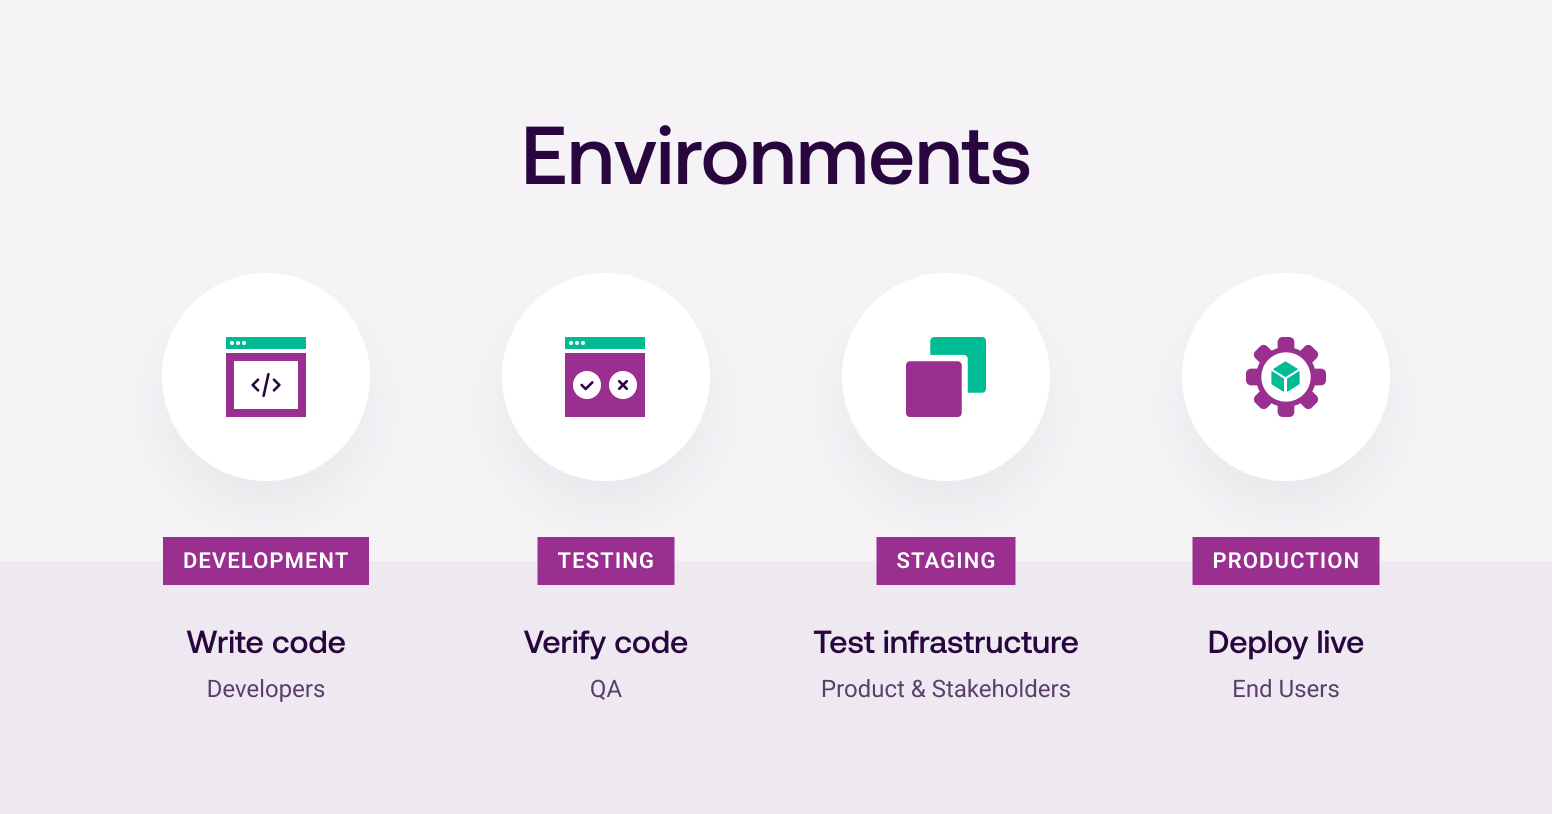 Environments
DEVELOPMENT
Write code
Developers
TESTING
Verify code
QA
STAGING
Test infrastructure
Product & Stakeholders
PRODUCTION
Deploy live
End Users